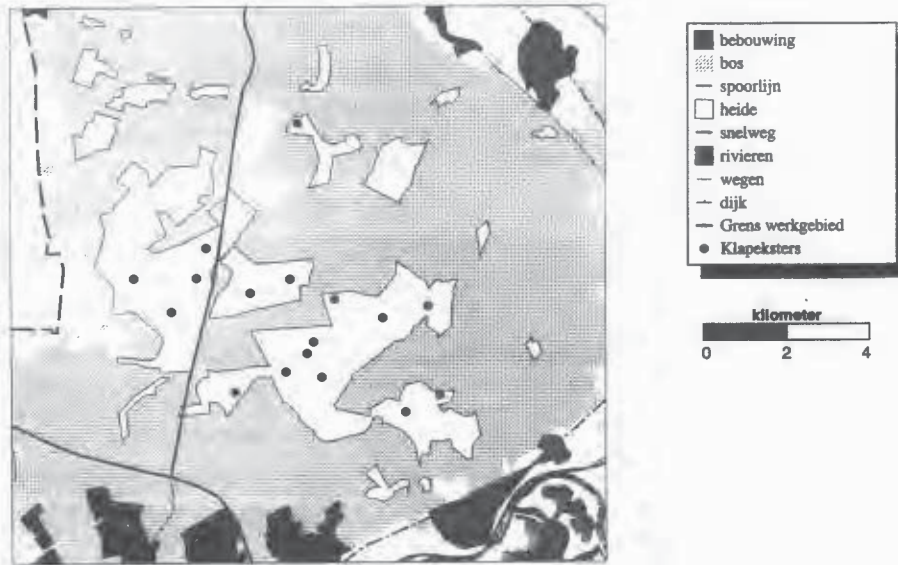 bebouwing
bos
spoorlijn
heide
snelweg
rivieren
wegen
dijk
Grens werkgebied
Klapeksters
kilometer
0 2 4